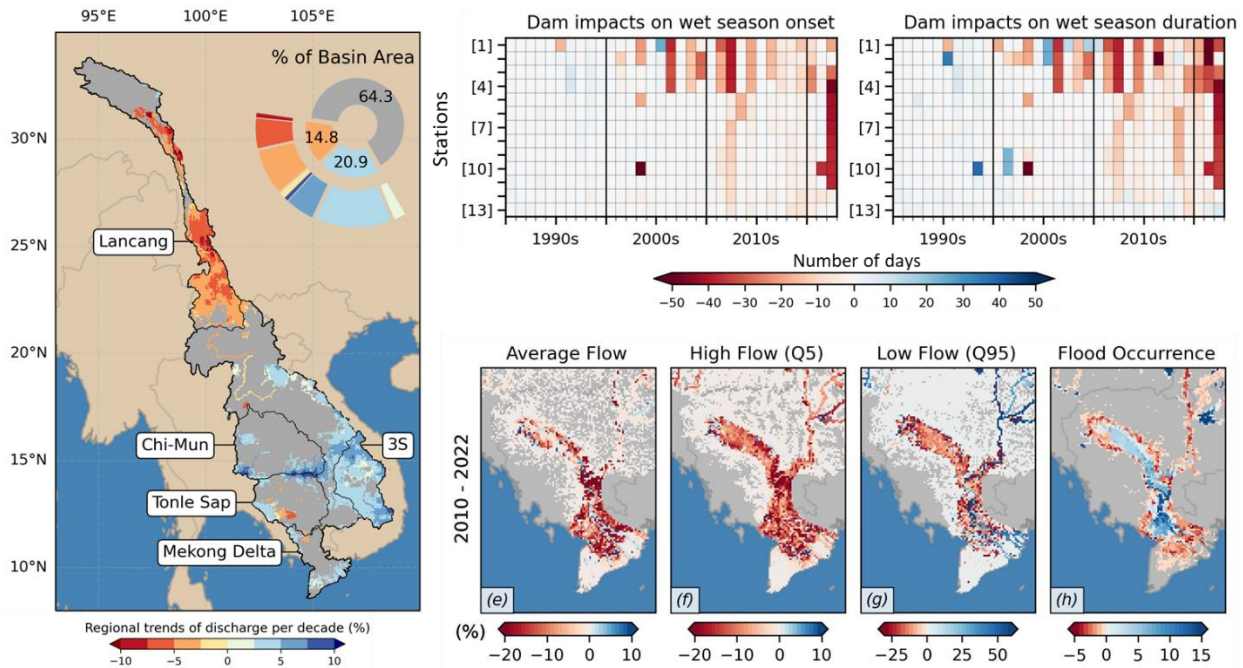 95°E 100°E 105°E
% of Basin Area
64.3
14.8
20.9
30°N
25°N
20°N
15°N
10°N
Lancang
Chi-Mun
3S
Tonle Sap
Mekong Delta
Regional trends of discharge per decade (%)
−10 −5 0 5 10
Dam impacts on wet season onset
Dam impacts on wet season duration
Stations
[1]
[4]
[7]
[10]
[13]
1990s 2000s 2010s
[1]
[4]
[7]
[10]
[13]
1990s 2000s 2010s
Number of days
−50 −40 −30 −20 −10 0 10 20 30 40 50
Average Flow
High Flow (Q5)
Low Flow (Q95)
Flood Occurrence
2010 - 2022
(e)
(f)
(g)
(h)
(%)
−20 −10 0 10
−20 −10 0 10
−25 0 25 50
−5 0 5 10 15